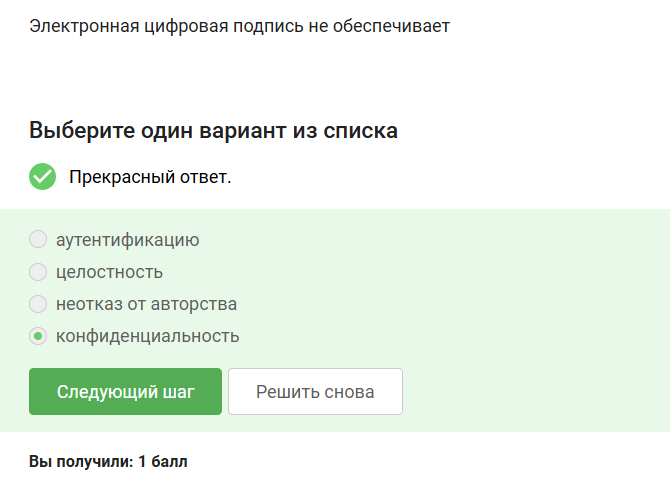 Электронная цифровая подпись не обеспечивает
Выберите один вариант из списка
Прекрасный ответ.
аутентификацию
целостность
неотказ от авторства
конфиденциальность
Следующий шаг
Решить снова
Вы получили: 1 балл